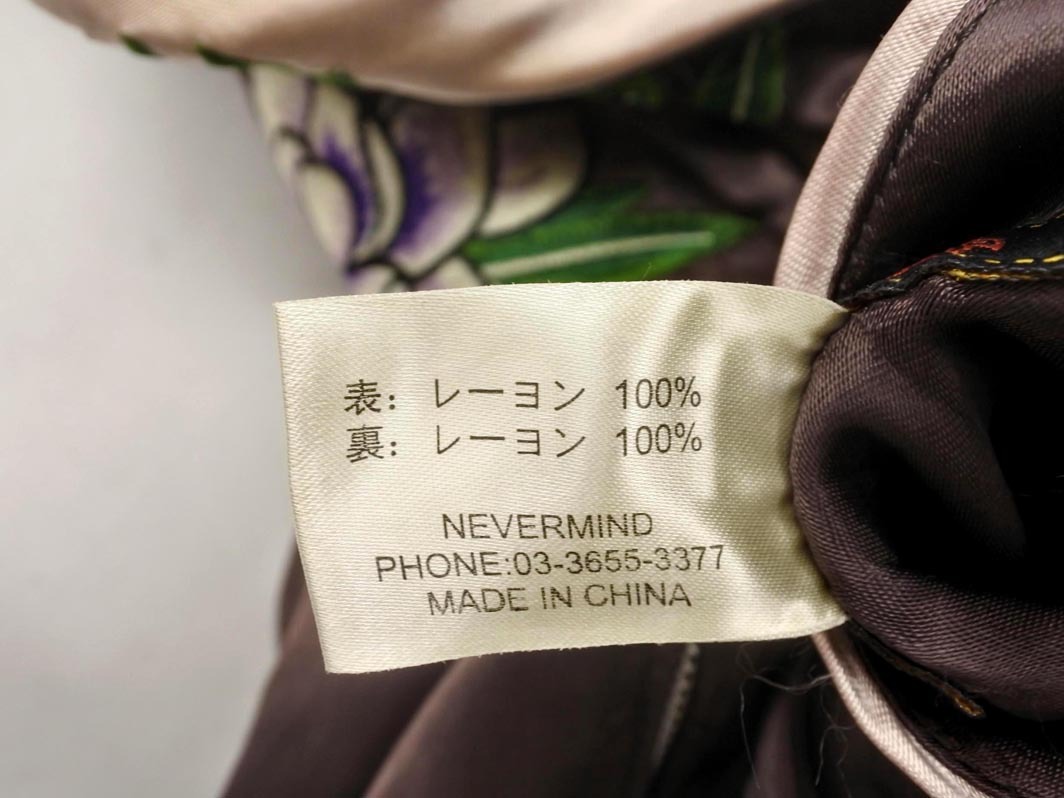 表: レーヨン 100%
裏: レーヨン 100%
NEVERMIND
PHONE:03-3655-3377
MADE IN CHINA